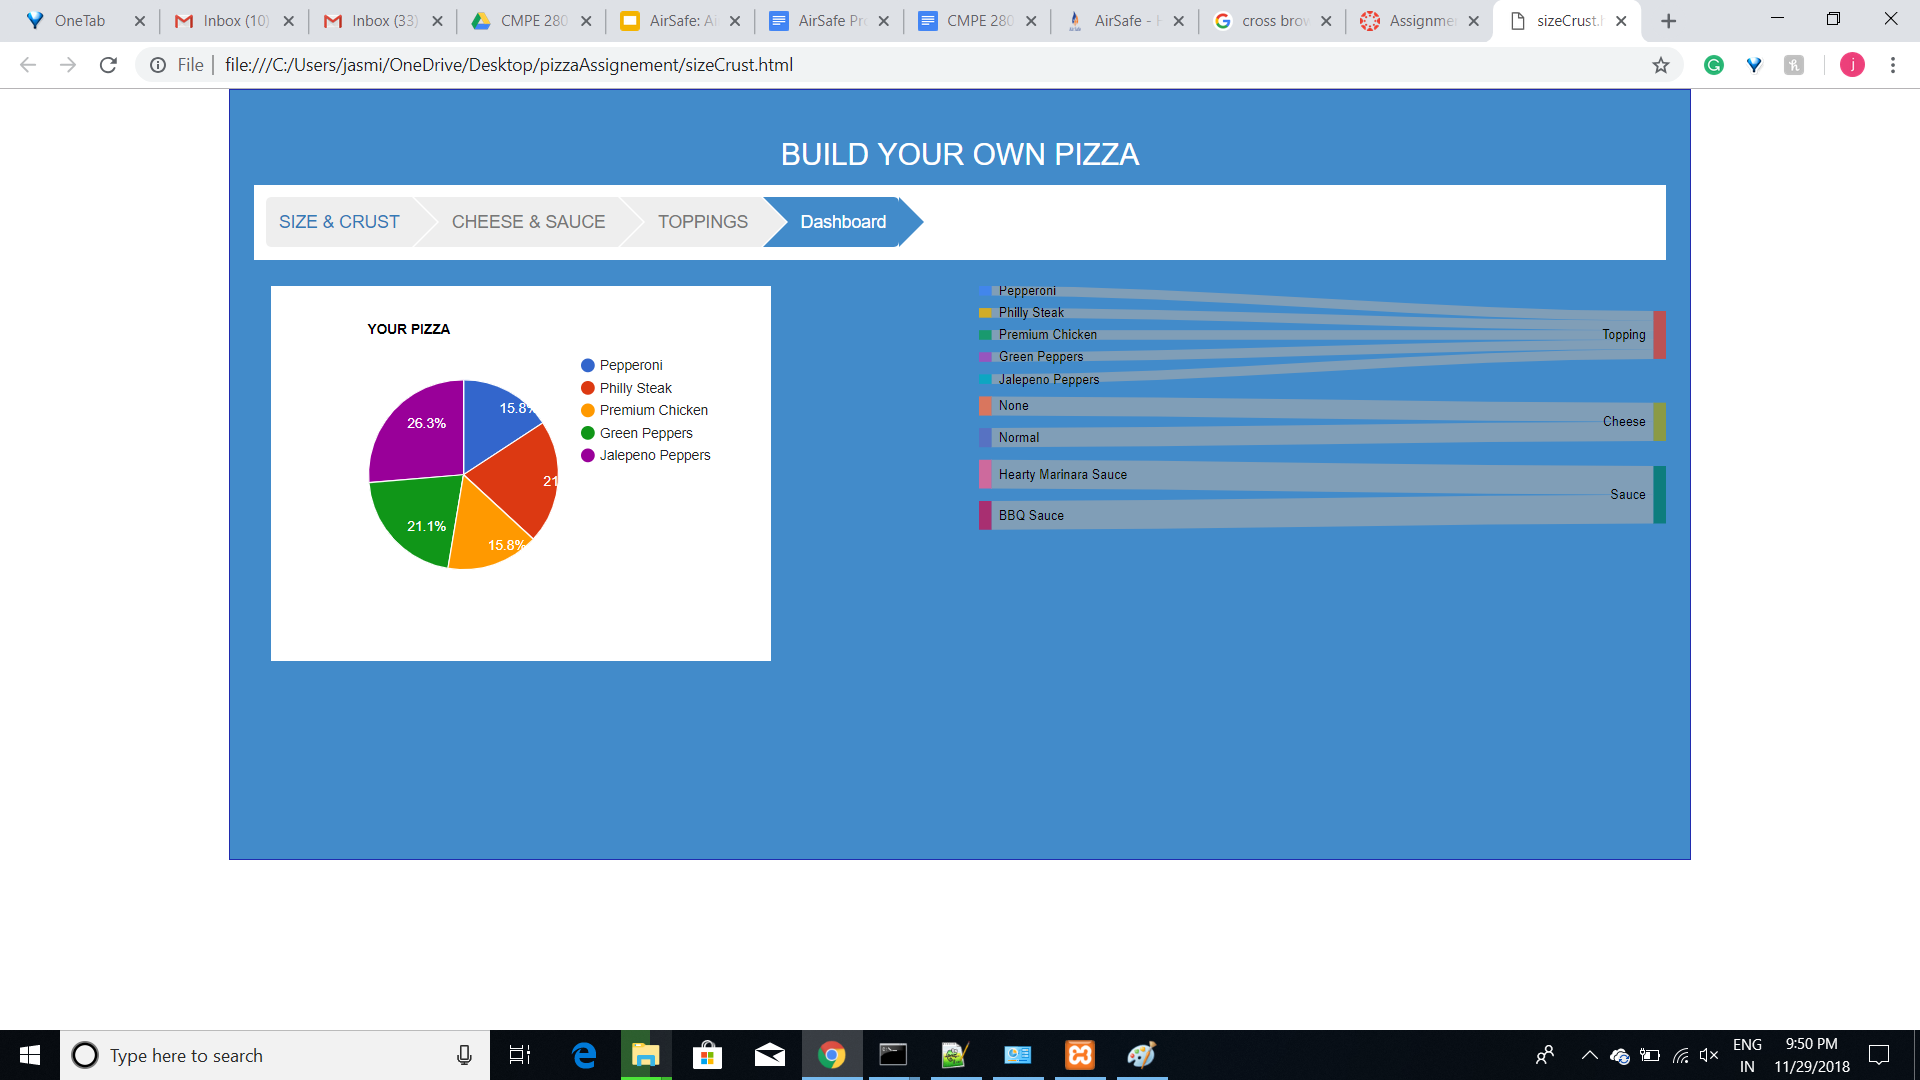 OneTab
Inbox (10)
Inbox (33)
CMPE 280
AirSafe: Ai
AirSafe Pro
CMPE 280
AirSafe - H
cross brow
Assignmen
sizeCrust.h
File
file:///C:/Users/jasmi/OneDrive/Desktop/pizzaAssignement/sizeCrust.html
j
BUILD YOUR OWN PIZZA
SIZE & CRUST
CHEESE & SAUCE
TOPPINGS
Dashboard
YOUR PIZZA
Pepperoni
Philly Steak
Premium Chicken
Green Peppers
Jalepeno Peppers
15.8%
26.3%
21
21.1%
15.8%
Pepperoni
Philly Steak
Premium Chicken
Green Peppers
Jalepeno Peppers
None
Normal
Hearty Marinara Sauce
BBQ Sauce
Topping
Cheese
Sauce
Type here to search
ENG
IN
9:50 PM
11/29/2018